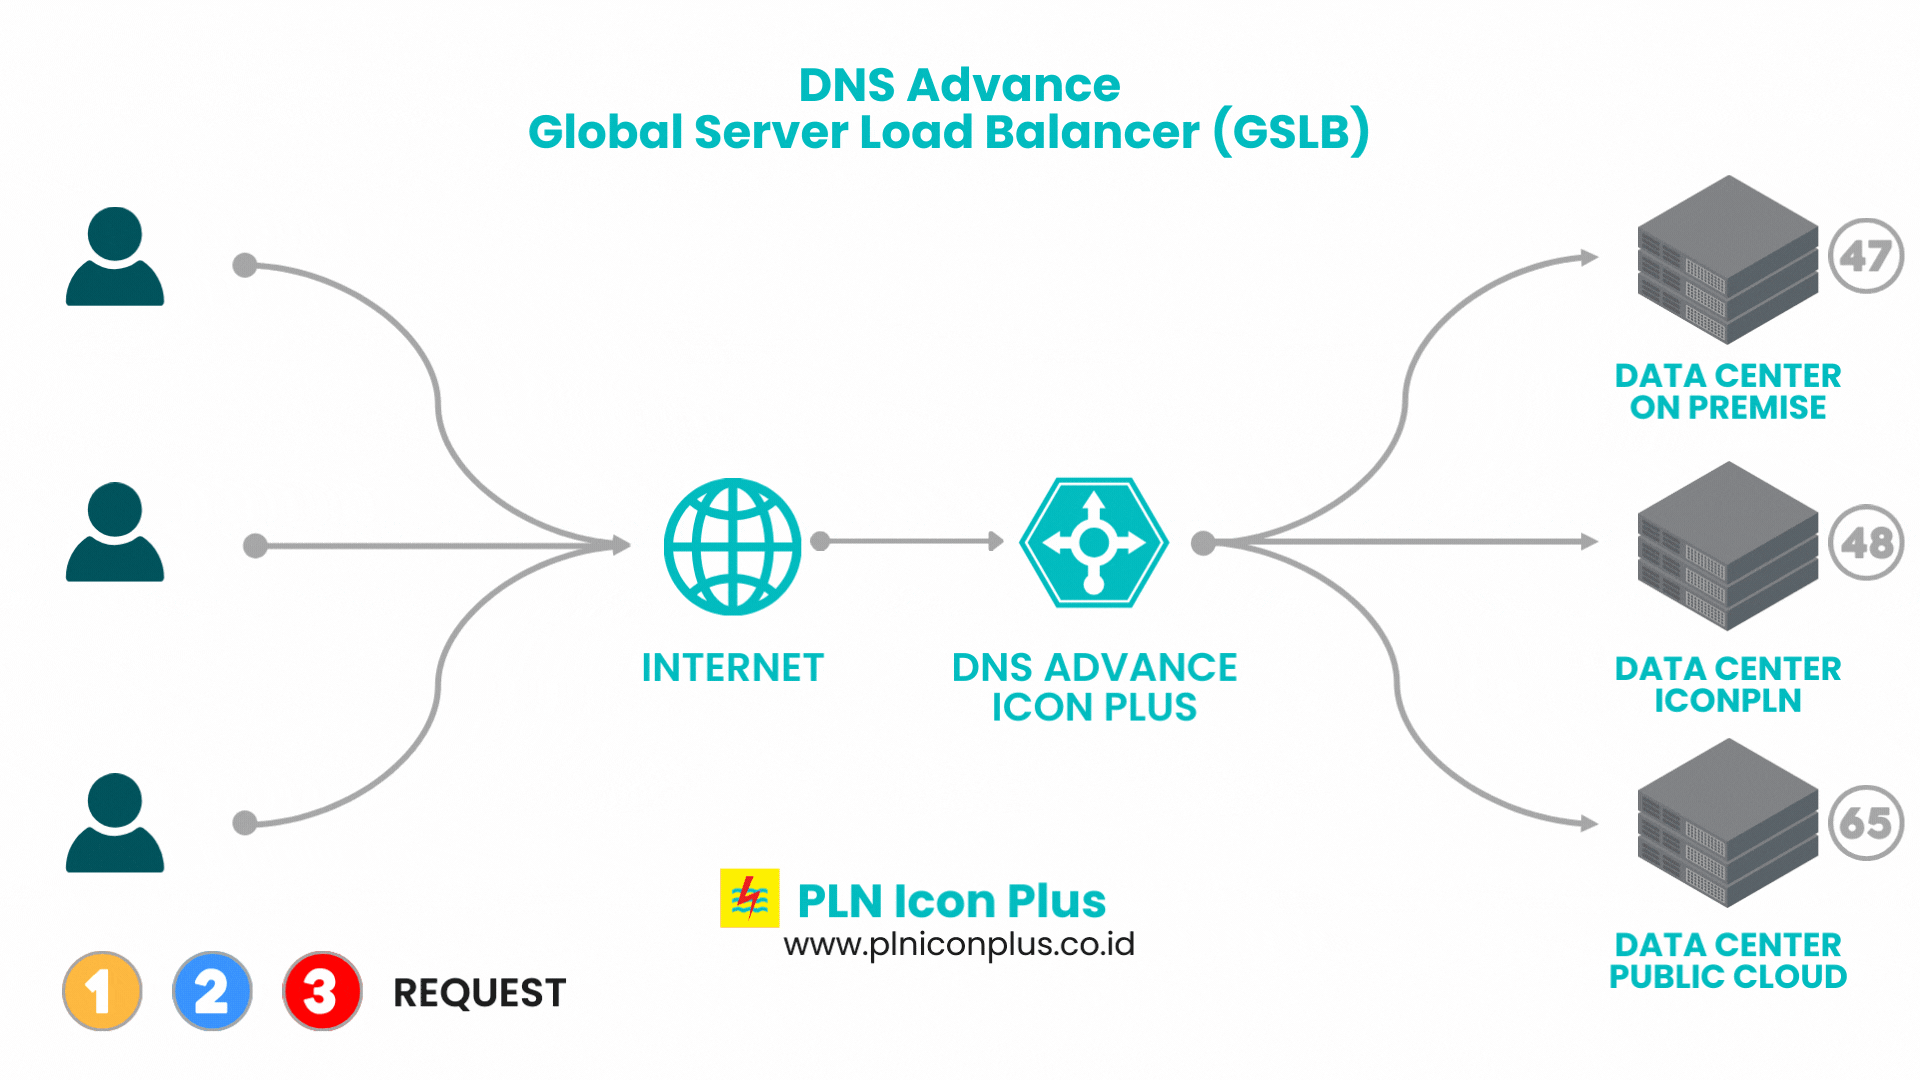 DNS Advance
Global Server Load Balancer (GSLB)
47
DATA CENTER
ON PREMISE
48
DATA CENTER
ICONPLN
INTERNET
DNS ADVANCE
ICON PLUS
65
DATA CENTER
PUBLIC CLOUD
PLN Icon Plus
www.plniconplus.co.id
1 2 3 REQUEST